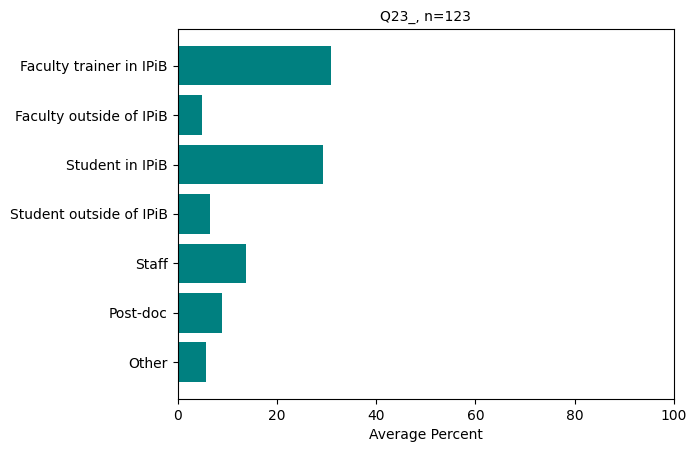 Q23_, n=123
Faculty trainer in IPiB
Faculty outside of IPiB
Student in IPiB
Student outside of IPiB
Staff
Post-doc
Other
0 20 40 60 80 100
Average Percent